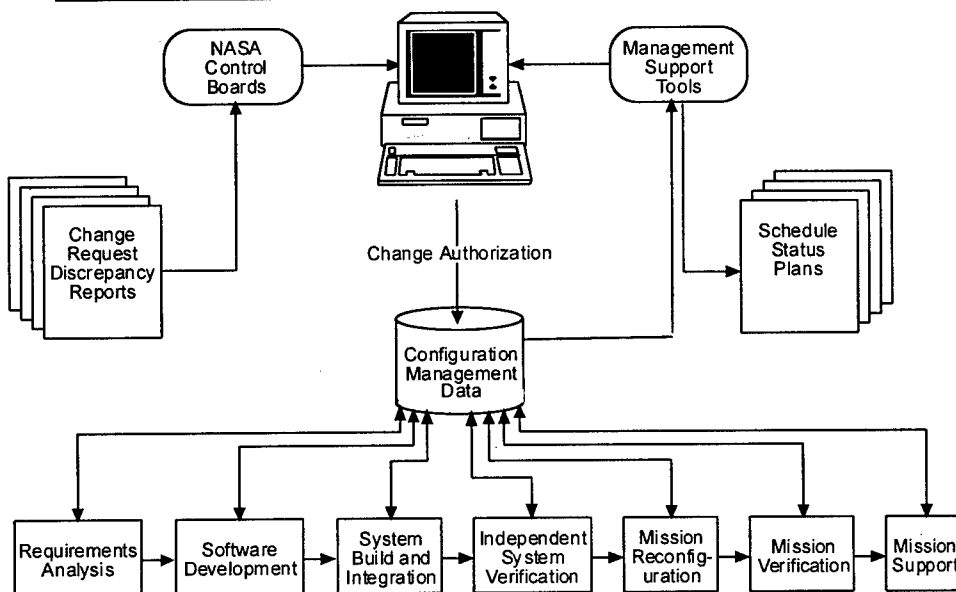 NASA
Control
Boards
Management
Support
Tools
Change
Request
Discrepancy
Reports
Change Authorization
Schedule
Status
Plans
Configuration
Management
Data
Requirements
Analysis
Software
Development
System
Build and
Integration
Independent
System
Verification
Mission
Reconfig-
uration
Mission
Verification
Mission
Support